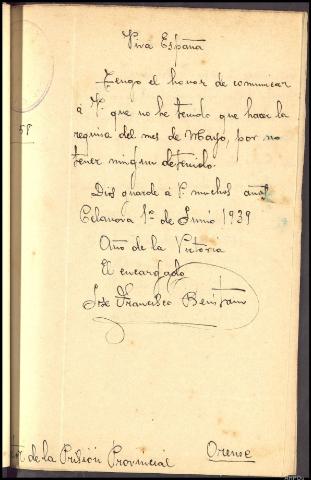 Viva España
Tengo el honor de comunicar
á V. que no he tenido que hacer la
requisa del mes de Mayo, por no
tener ningun detenido.
Dios guarde á V. muchos años
Celanova 1º de Junio 1939
Año de la Victoria
El encargado
José Francisco
58
de la Prisión Provincial
Orense